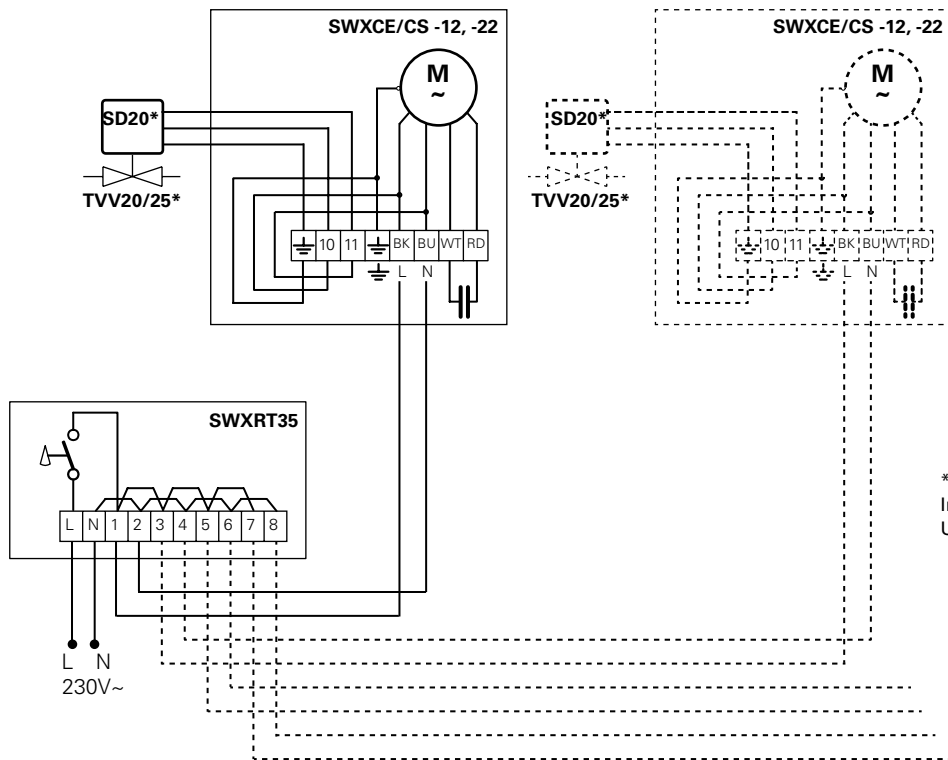 SWXCE/CS -12, -22
M
~
SD20*
TVV20/25*
10 11 BK BU WT RD
L N
SWXCE/CS -12, -22
M
~
SD20*
TVV20/25*
10 11 BK BU WT RD
L N
SWXRT35
L N 1 2 3 4 5 6 7 8
L N
230V~
*